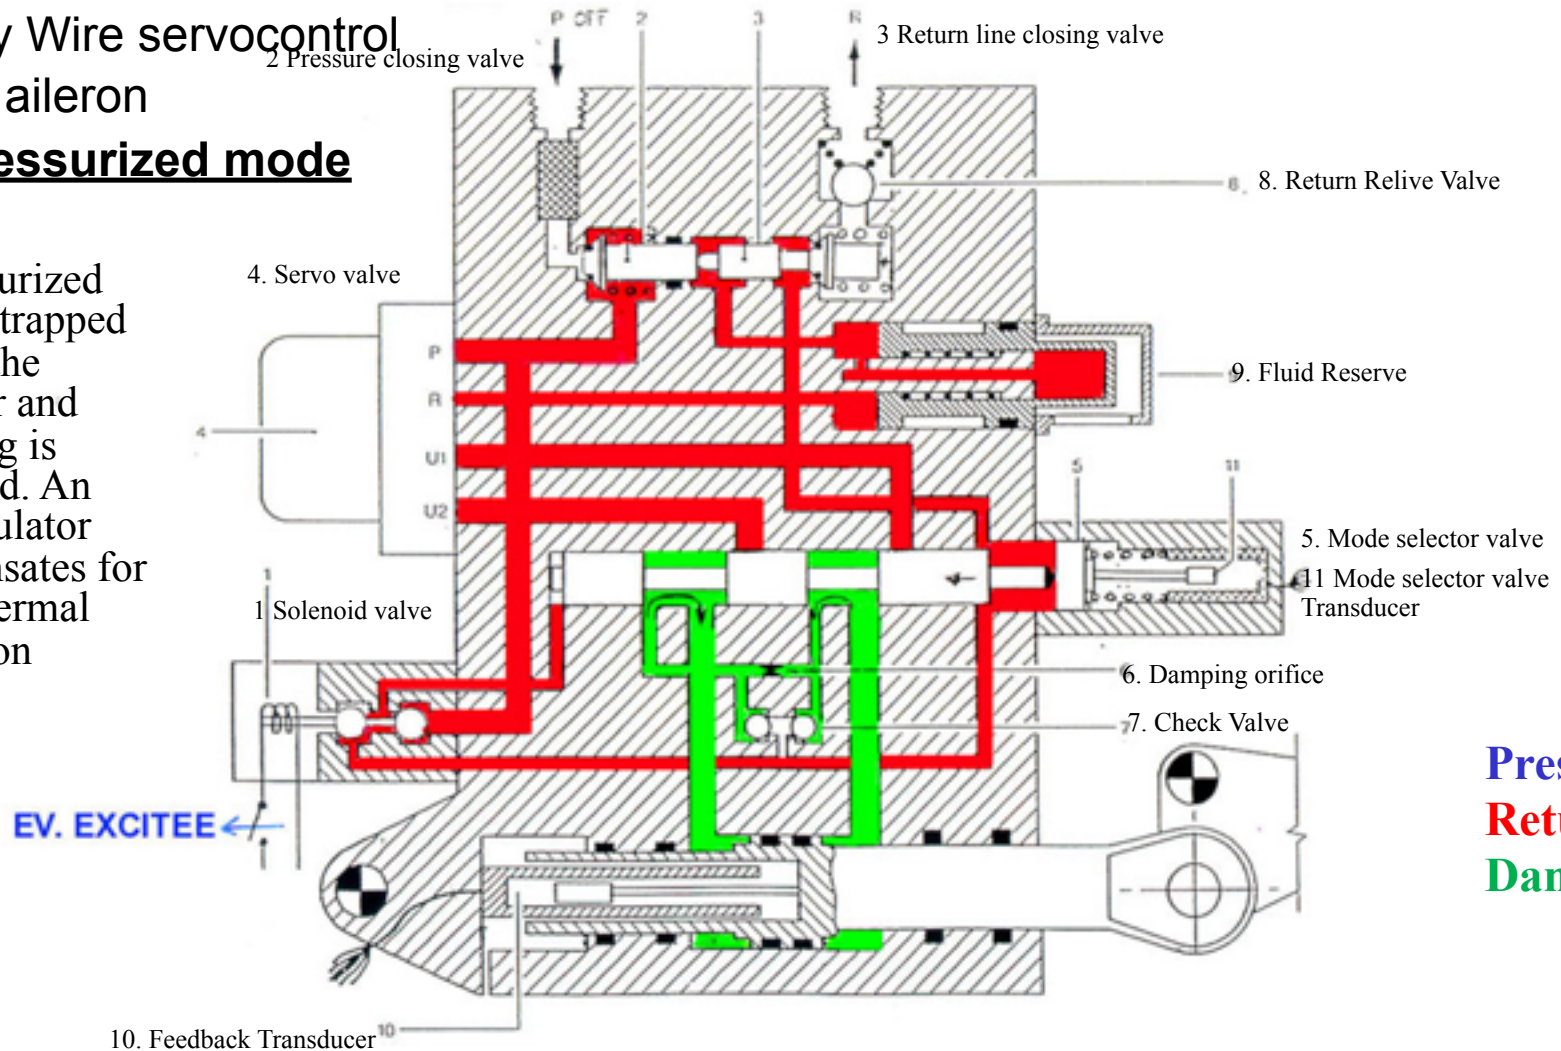 y Wire servocontrol
aileron
essurized mode
urized
trapped
he
r and
g is
d. An
ulator
nsates for
ermal
on
P OFF
2
3
R
2 Pressure closing valve
3 Return line closing valve
8. Return Relive Valve
4. Servo valve
P
R
U1
U2
4
9. Fluid Reserve
5
11
5. Mode selector valve
11 Mode selector valve
Transducer
1
1 Solenoid valve
6. Damping orifice
7. Check Valve
EV. EXCITEE
Pres
Retu
Dam
10. Feedback Transducer
10